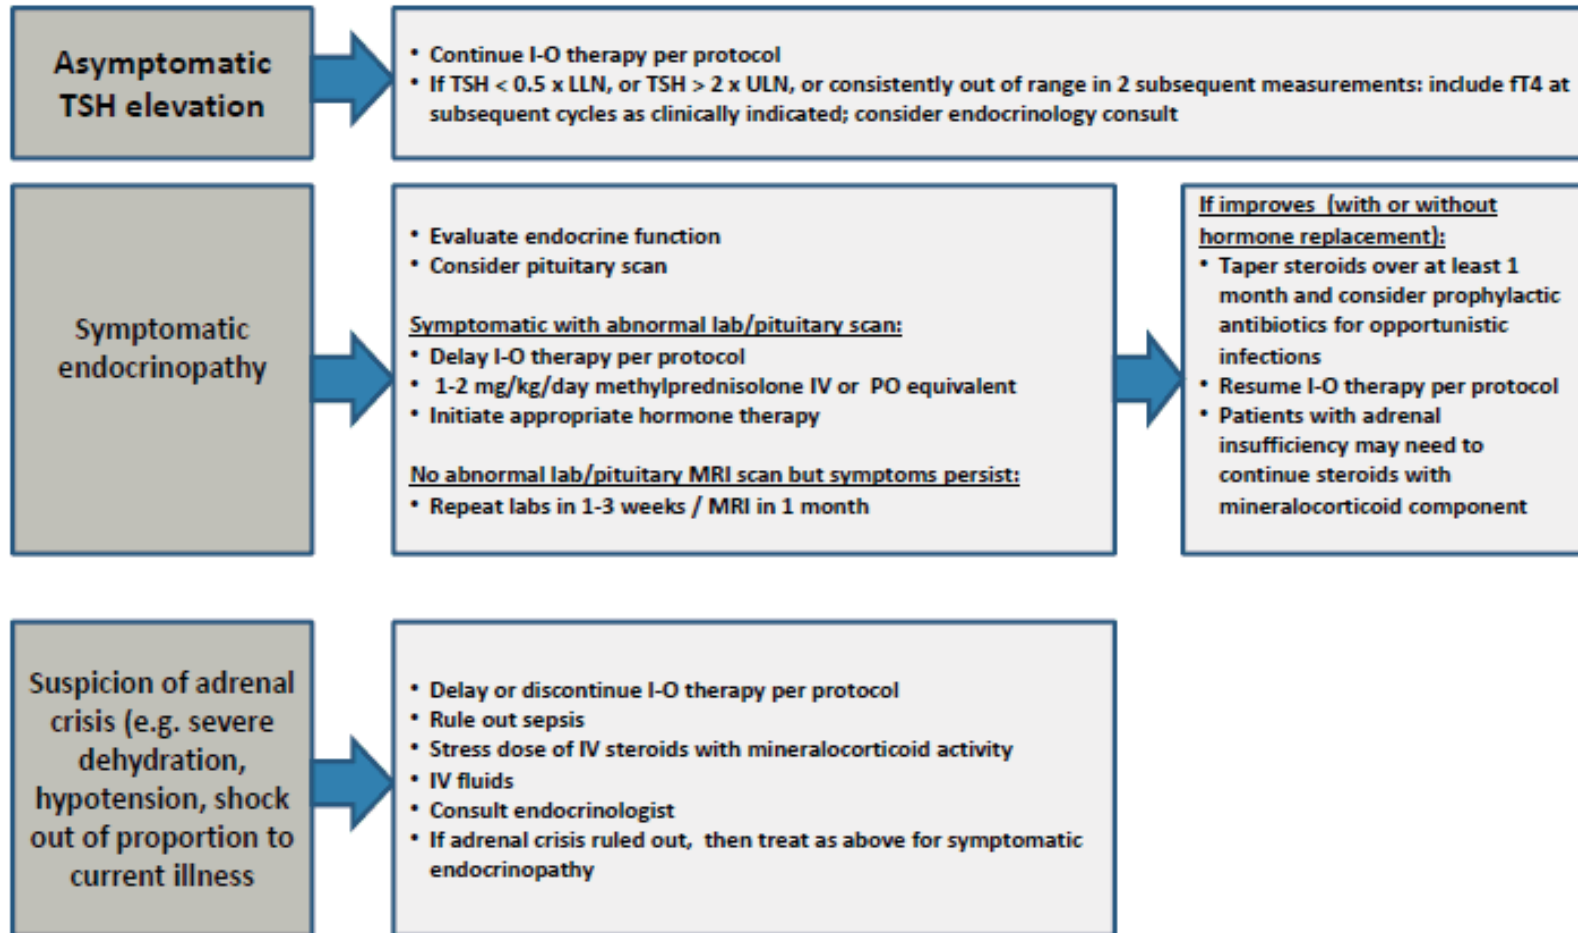 Asymptomatic
TSH elevation
• Continue I-O therapy per protocol
• If TSH < 0.5 x LLN, or TSH > 2 x ULN, or consistently out of range in 2 subsequent measurements: include fT4 at
subsequent cycles as clinically indicated; consider endocrinology consult
Symptomatic
endocrinopathy
• Evaluate endocrine function
• Consider pituitary scan
Symptomatic with abnormal lab/pituitary scan:
• Delay I-O therapy per protocol
• 1-2 mg/kg/day methylprednisolone IV or PO equivalent
• Initiate appropriate hormone therapy
No abnormal lab/pituitary MRI scan but symptoms persist:
• Repeat labs in 1-3 weeks / MRI in 1 month
If improves (with or without
hormone replacement):
• Taper steroids over at least 1
month and consider prophylactic
antibiotics for opportunistic
infections
• Resume I-O therapy per protocol
• Patients with adrenal
insufficiency may need to
continue steroids with
mineralocorticoid component
Suspicion of adrenal
crisis (e.g. severe
dehydration,
hypotension, shock
out of proportion to
current illness
• Delay or discontinue I-O therapy per protocol
• Rule out sepsis
• Stress dose of IV steroids with mineralocorticoid activity
• IV fluids
• Consult endocrinologist
• If adrenal crisis ruled out, then treat as above for symptomatic
endocrinopathy